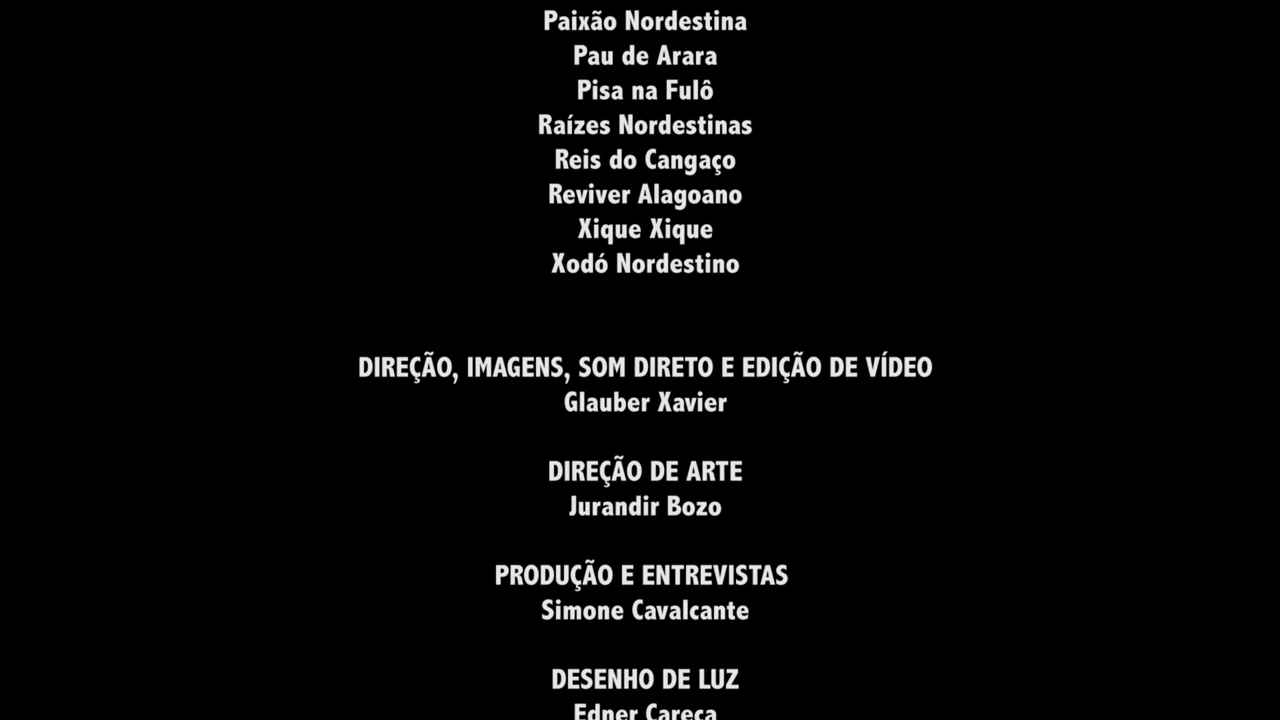 Paixão Nordestina
Pau de Arara
Pisa na Fulô
Raízes Nordestinas
Reis do Cangaço
Reviver Alagoano
Xique Xique
Xodó Nordestino
DIREÇÃO, IMAGENS, SOM DIRETO E EDIÇÃO DE VÍDEO
Glauber Xavier
DIREÇÃO DE ARTE
Jurandir Bozo
PRODUÇÃO E ENTREVISTAS
Simone Cavalcante
DESENHO DE LUZ
Edner Careca